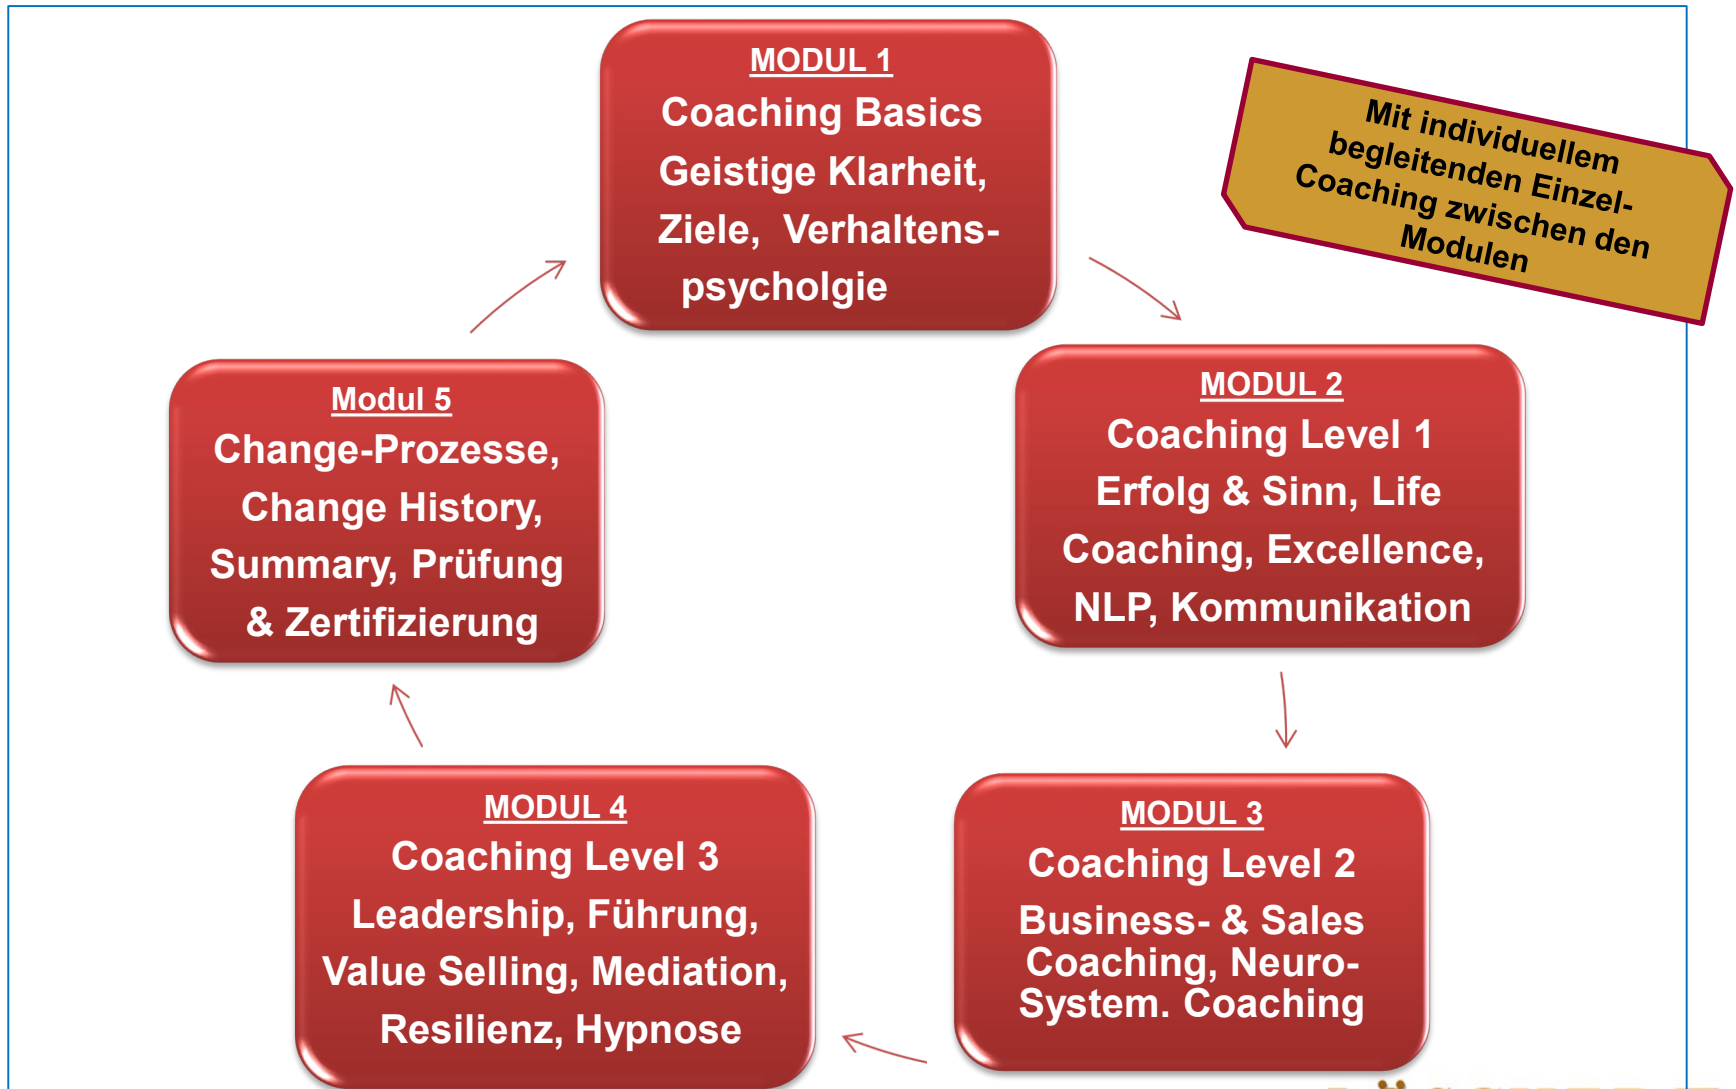 MODUL 1
Coaching Basics
Geistige Klarheit,
Ziele, Verhaltens-
psycholgie
Mit individuellem
begleitenden Einzel-
Coaching zwischen den
Modulen
MODUL 2
Coaching Level 1
Erfolg & Sinn, Life
Coaching, Excellence,
NLP, Kommunikation
MODUL 3
Coaching Level 2
Business- & Sales
Coaching, Neuro-
System. Coaching
MODUL 4
Coaching Level 3
Leadership, Führung,
Value Selling, Mediation,
Resilienz, Hypnose
Modul 5
Change-Prozesse,
Change History,
Summary, Prüfung
& Zertifizierung